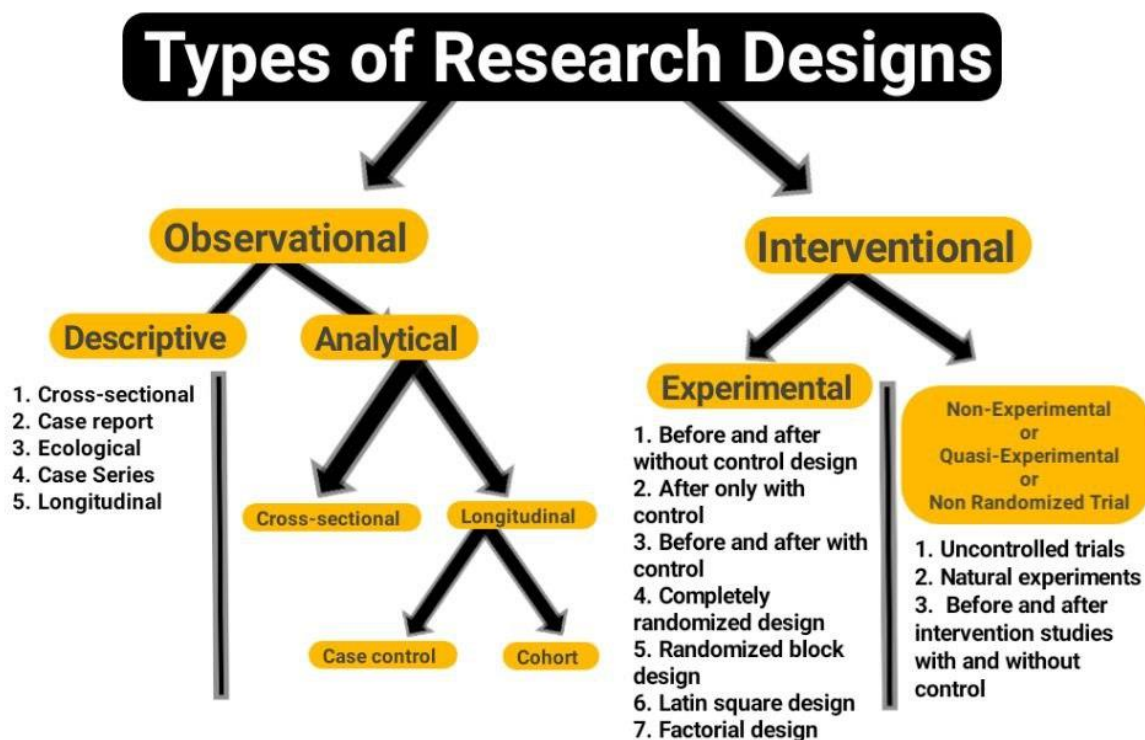 Types of Research Designs
Observational
Interventional
Descriptive
Analytical
1. Cross-sectional
2. Case report
3. Ecological
4. Case Series
5. Longitudinal
Cross-sectional
Longitudinal
Case control
Cohort
Experimental
1. Before and after
without control design
2. After only with
control
3. Before and after with
control
4. Completely
randomized design
5. Randomized block
design
6. Latin square design
7. Factorial design
Non-Experimental
or
Quasi-Experimental
or
Non Randomized Trial
1. Uncontrolled trials
2. Natural experiments
3. Before and after
intervention studies
with and without
control